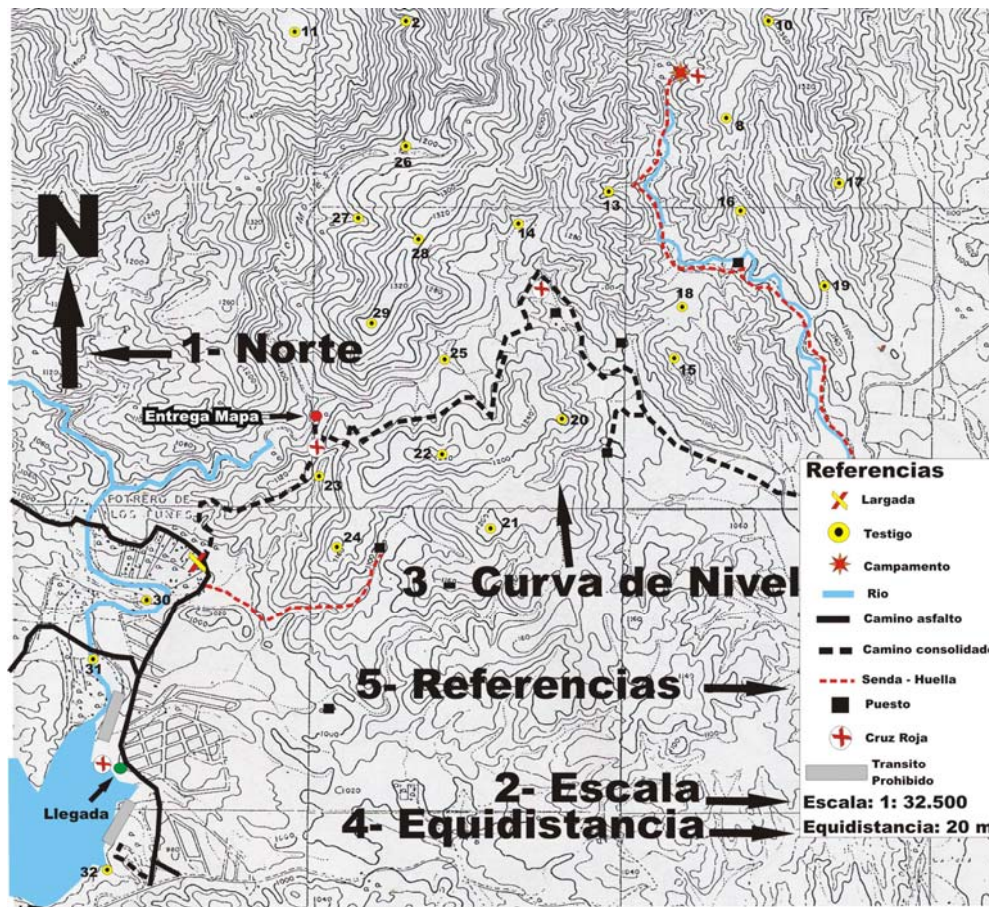 11
2
10
8
26
17
13
16
27
14
28
N
19
18
29
1- Norte
25
15
Entrega Mapa
20
22
23
POTRERO DE
LOS FUNES
21
24
3 - Curva de Nivel
30
31
5- Referencias
Llegada
2- Escala
4- Equidistancia
32
Referencias
Largada
Testigo
Campamento
Rio
Camino asfalto
Camino consolidado
Senda - Huella
Puesto
Cruz Roja
Transito
Prohibido
Escala: 1: 32.500
Equidistancia: 20 m